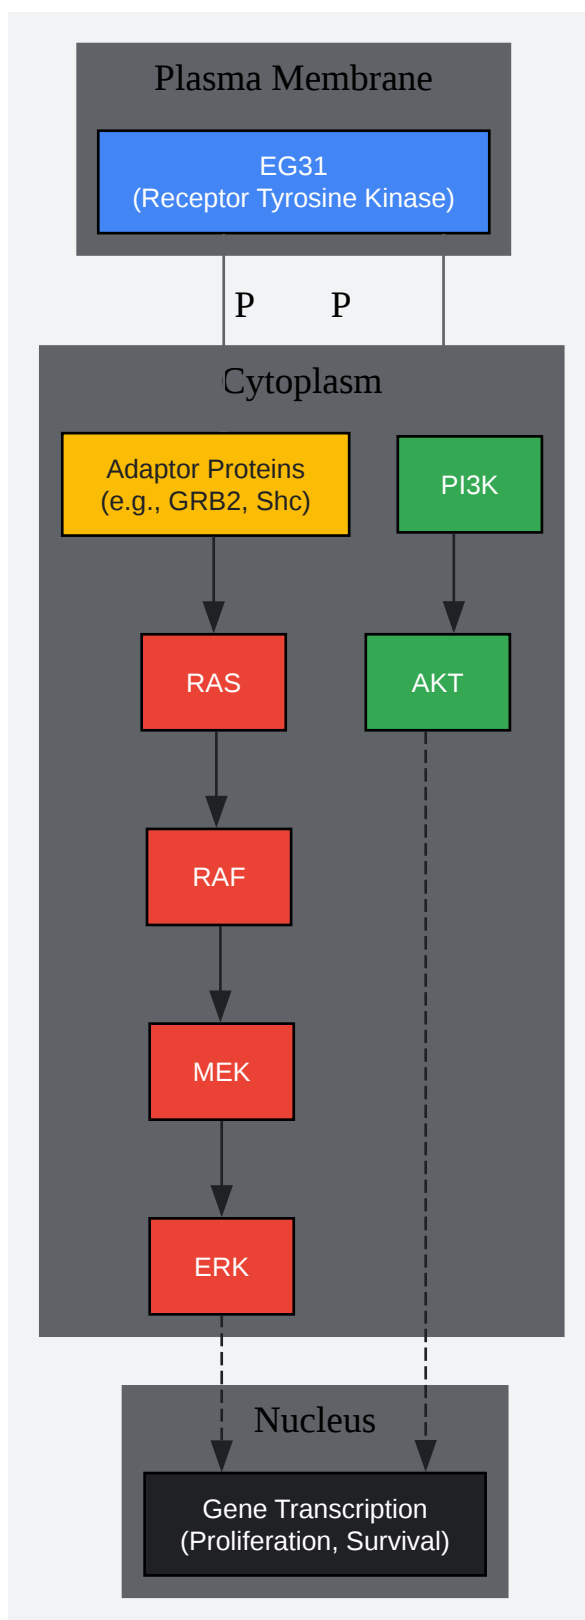 Plasma Membrane
EG31
(Receptor Tyrosine Kinase)
P P
Cytoplasm
Adaptor Proteins
(e.g., GRB2, Shc)
PI3K
RAS
AKT
RAF
MEK
ERK
Nucleus
Gene Transcription
(Proliferation, Survival)